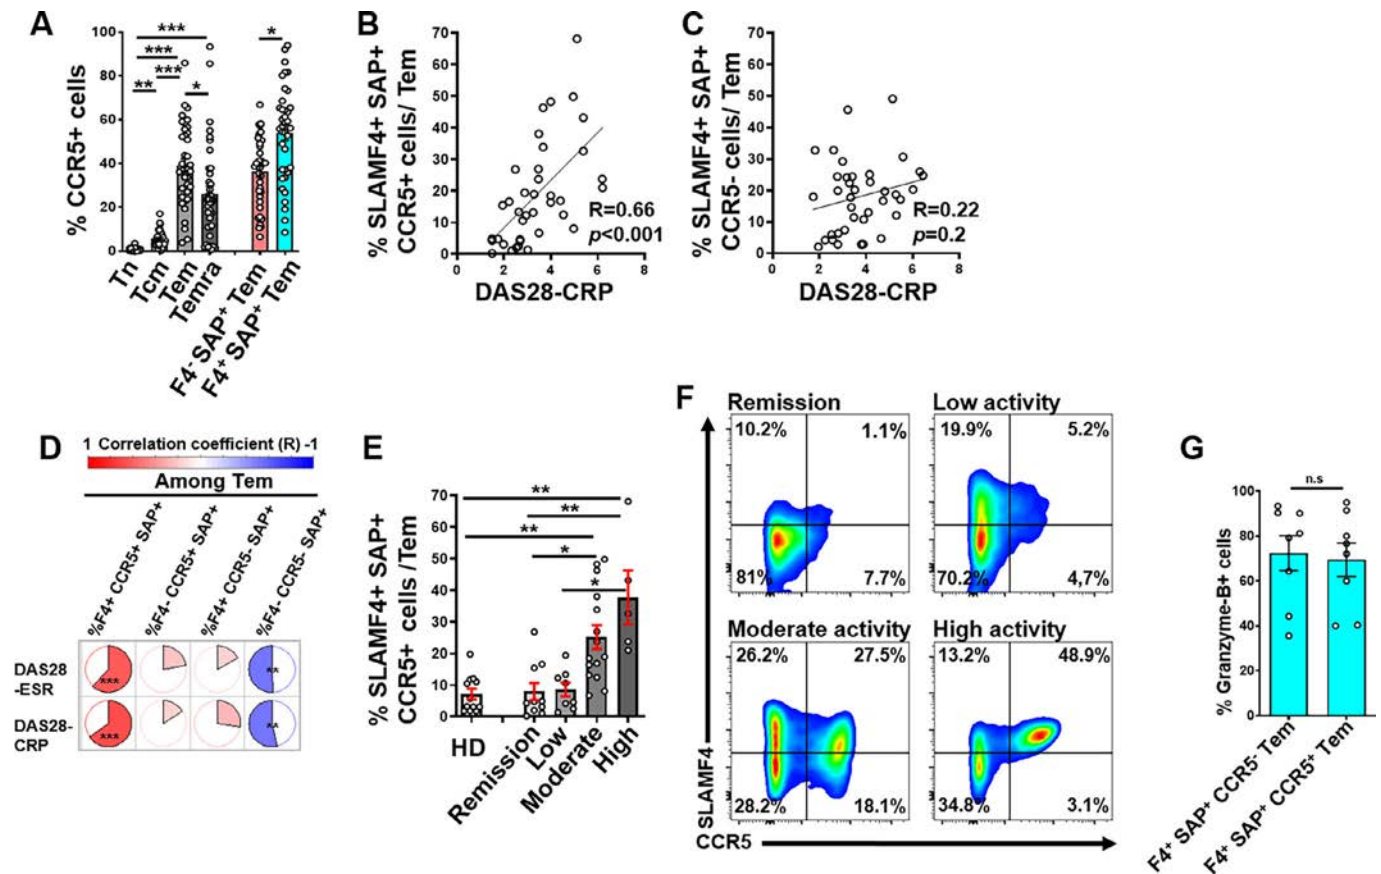 A
% CCR5+ cells
100
80
60
40
20
0
***
***
***
**
*
*
Tn
Tcm
Tem
Temra
F4- SAP+ Tem
F4+ SAP+ Tem
B
% SLAMF4+ SAP+
CCR5+ cells/ Tem
70
60
50
40
30
20
10
0
0
2
4
6
8
R=0.66
p<0.001
DAS28-CRP
C
% SLAMF4+ SAP+
CCR5- cells/ Tem
70
60
50
40
30
20
10
0
0
2
4
6
8
R=0.22
p=0.2
DAS28-CRP
D
1 Correlation coefficient (R) -1
Among Tem
%F4+ CCR5+ SAP+
%F4- CCR5+ SAP+
%F4+ CCR5- SAP+
%F4- CCR5- SAP+
DAS28
-ESR
***
**
DAS28-
CRP
***
**
E
% SLAMF4+ SAP+
CCR5+ cells /Tem
70
60
50
40
30
20
10
0
**
**
**
*
*
HD
Remission
Low
Moderate
High
F
Remission
10.2%
1.1%
81%
7.7%
Low activity
19.9%
5.2%
70.2%
4,7%
Moderate activity
26.2%
27.5%
28.2%
18.1%
High activity
13.2%
48.9%
34.8%
3.1%
SLAMF4
CCR5
G
% Granzyme-B+ cells
100
80
60
40
20
0
n.s
F4+ SAP+ CCR5- Tem
F4+ SAP+ CCR5+ Tem